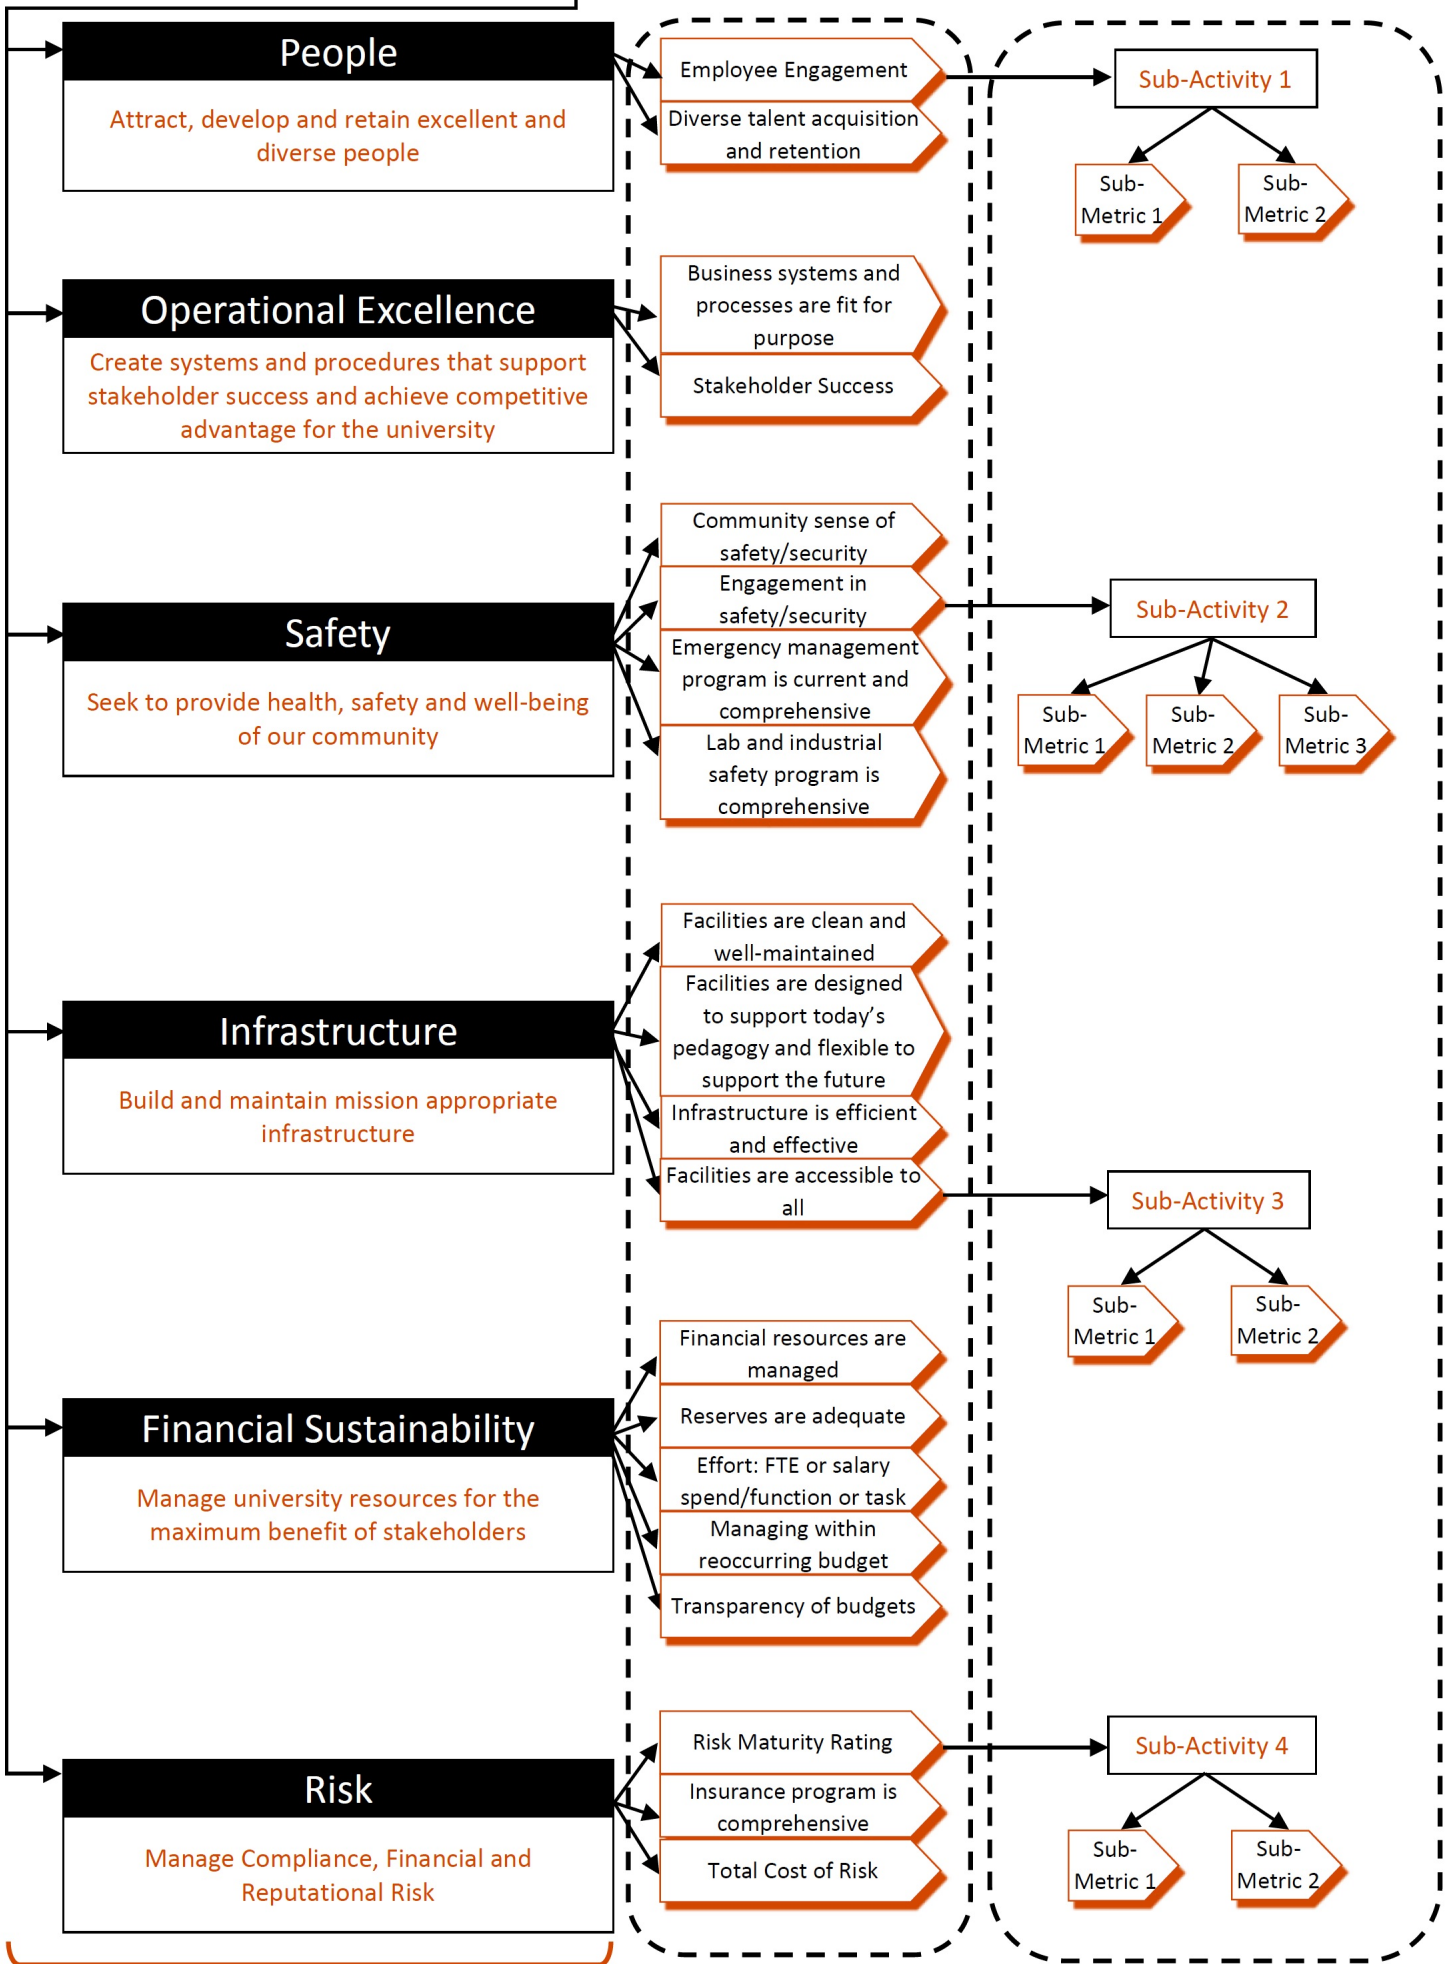 People
Attract, develop and retain excellent and
diverse people
Employee Engagement
Diverse talent acquisition
and retention
Sub-Activity 1
Sub-
Metric 1
Sub-
Metric 2
Operational Excellence
Create systems and procedures that support
stakeholder success and achieve competitive
advantage for the university
Business systems and
processes are fit for
purpose
Stakeholder Success
Safety
Seek to provide health, safety and well-being
of our community
Community sense of
safety/security
Engagement in
safety/security
Emergency management
program is current and
comprehensive
Lab and industrial
safety program is
comprehensive
Sub-Activity 2
Sub-
Metric 1
Sub-
Metric 2
Sub-
Metric 3
Infrastructure
Build and maintain mission appropriate
infrastructure
Facilities are clean and
well-maintained
Facilities are designed
to support today’s
pedagogy and flexible to
support the future
Infrastructure is efficient
and effective
Facilities are accessible to
all
Sub-Activity 3
Sub-
Metric 1
Sub-
Metric 2
Financial Sustainability
Manage university resources for the
maximum benefit of stakeholders
Financial resources are
managed
Reserves are adequate
Effort: FTE or salary
spend/function or task
Managing within
reoccurring budget
Transparency of budgets
Risk
Manage Compliance, Financial and
Reputational Risk
Risk Maturity Rating
Insurance program is
comprehensive
Total Cost of Risk
Sub-Activity 4
Sub-
Metric 1
Sub-
Metric 2